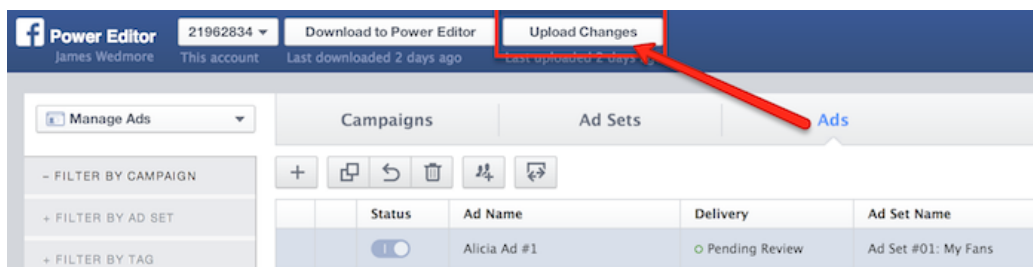 f Power Editor
James Wedmore
21962834
This account
Download to Power Editor
Last downloaded 2 days ago
Upload Changes
Last uploaded 2 days
Manage Ads
Campaigns
Ad Sets
Ads
– FILTER BY CAMPAIGN
+ FILTER BY AD SET
+ FILTER BY TAG
Status Ad Name Delivery Ad Set Name
Alicia Ad #1 Pending Review Ad Set #01: My Fans